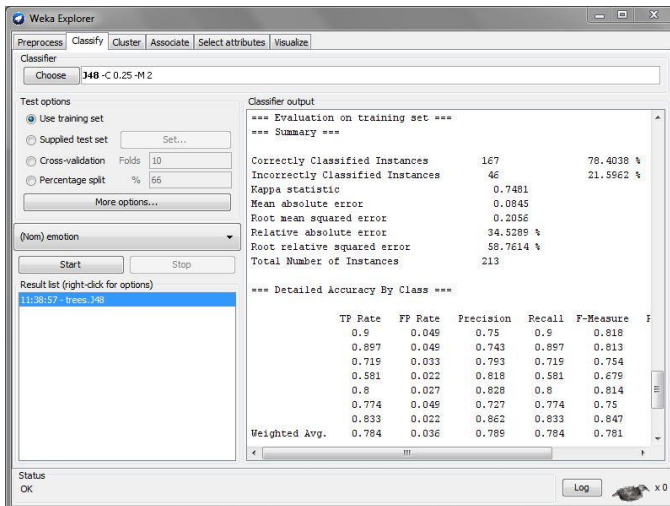 Weka Explorer
Preprocess Classify Cluster Associate Select attributes Visualize
Classifier
Choose J48 -C 0.25 -M 2
Test options
Use training set
Supplied test set Set...
Cross-validation Folds 10
Percentage split % 66
More options...
(Nom) emotion
Start Stop
Result list (right-click for options)
11:38:57 - trees.J48
Classifier output
=== Evaluation on training set ===
=== Summary ===
Correctly Classified Instances 167 78.4038 %
Incorrectly Classified Instances 46 21.5962 %
Kappa statistic 0.7481
Mean absolute error 0.0845
Root mean squared error 0.2056
Relative absolute error 34.5289 %
Root relative squared error 58.7614 %
Total Number of Instances 213
=== Detailed Accuracy By Class ===
TP Rate FP Rate Precision Recall F-Measure
0.9 0.049 0.75 0.9 0.818
0.897 0.049 0.743 0.897 0.813
0.719 0.033 0.793 0.719 0.754
0.581 0.022 0.818 0.581 0.679
0.8 0.027 0.828 0.8 0.814
0.774 0.049 0.727 0.774 0.75
0.833 0.022 0.862 0.833 0.847
Weighted Avg. 0.784 0.036 0.789 0.784 0.781
Status
OK
Log x 0